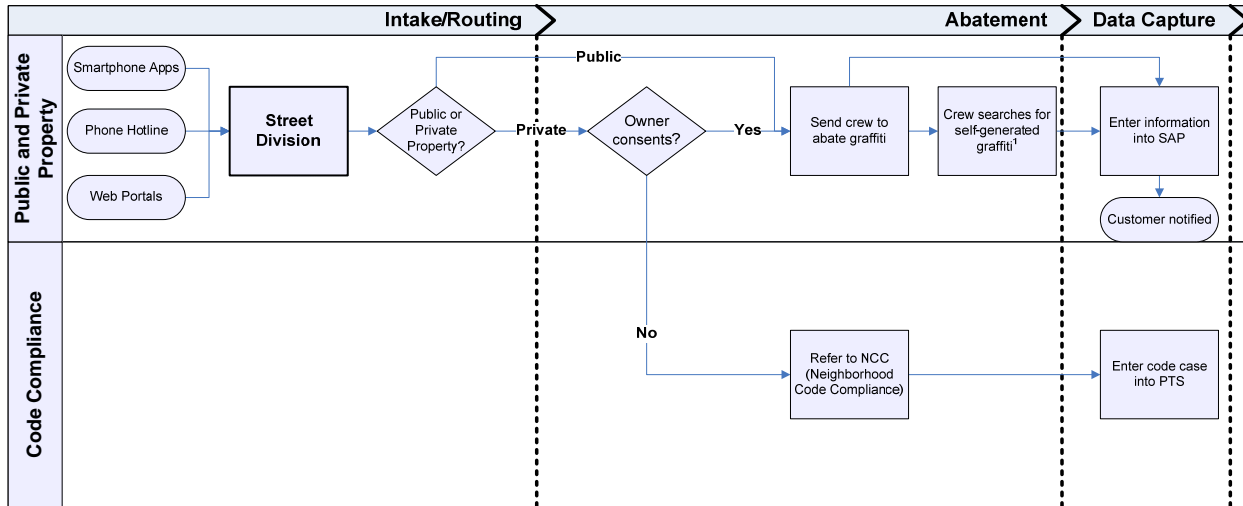 Intake/Routing
Abatement
Data Capture
Public and Private
Property
Smartphone Apps
Phone Hotline
Web Portals
Street
Division
Public or
Private
Property?
Public
Private
Owner
consents?
Yes
Send crew to
abate graffiti
Crew searches for
self-generated
graffiti¹
Enter information
into SAP
Customer notified
Code Compliance
No
Refer to NCC
(Neighborhood
Code Compliance)
Enter code case
into PTS